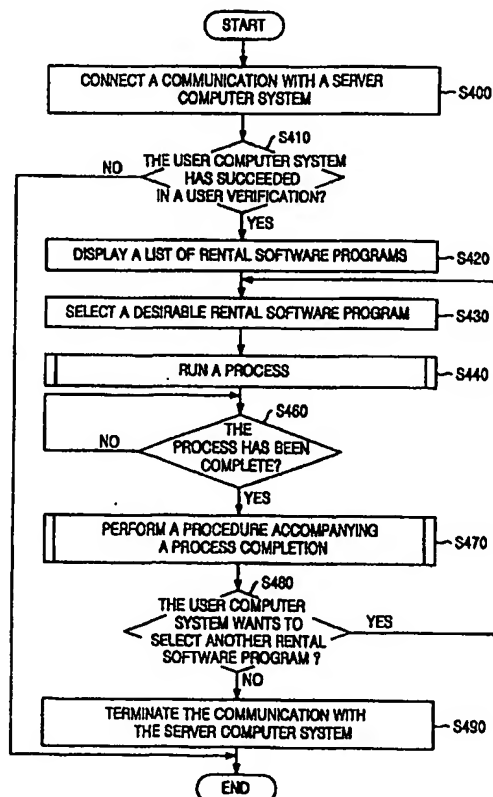 START
CONNECT A COMMUNICATION WITH A SERVER
COMPUTER SYSTEM
S400
S410
NO
THE USER COMPUTER SYSTEM
HAS SUCCEEDED
IN A USER VERIFICATION?
YES
DISPLAY A LIST OF RENTAL SOFTWARE PROGRAMS
S420
SELECT A DESIRABLE RENTAL SOFTWARE PROGRAM
S430
RUN A PROCESS
S440
S460
NO
THE
PROCESS HAS BEEN
COMPLETE?
YES
PERFORM A PROCEDURE ACCOMPANYING
A PROCESS COMPLETION
S470
S480
THE USER COMPUTER
SYSTEM WANTS TO
SELECT ANOTHER RENTAL
SOFTWARE PROGRAM ?
YES
NO
TERMINATE THE COMMUNICATION WITH
THE SERVER COMPUTER SYSTEM
S490
END